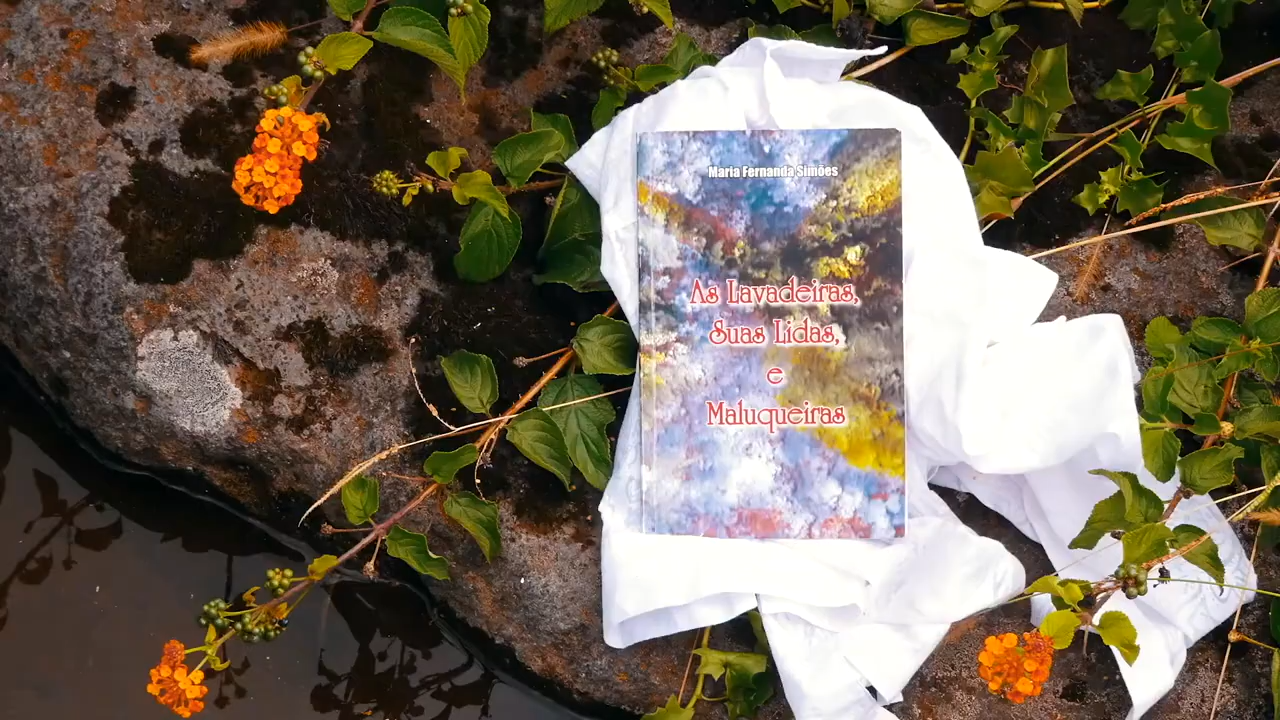 Maria Fernanda Simões
As Lavadeiras,
Suas Lidas,
e
Maluqueiras